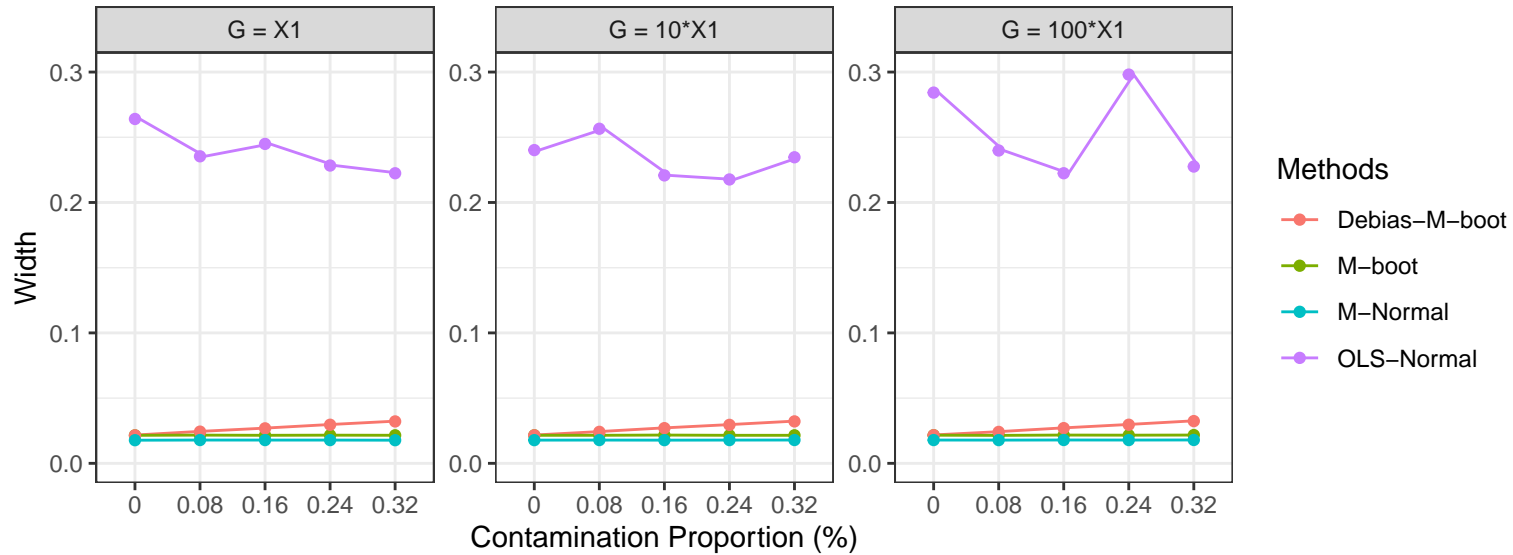 G = X1
G = 10*X1
G = 100*X1
Width
0.3
0.2
0.1
0.0
0.3
0.2
0.1
0.0
0.3
0.2
0.1
0.0
0 0.08 0.16 0.24 0.32
0 0.08 0.16 0.24 0.32
0 0.08 0.16 0.24 0.32
Contamination Proportion (%)
Methods
Debias−M−boot
M−boot
M−Normal
OLS−Normal